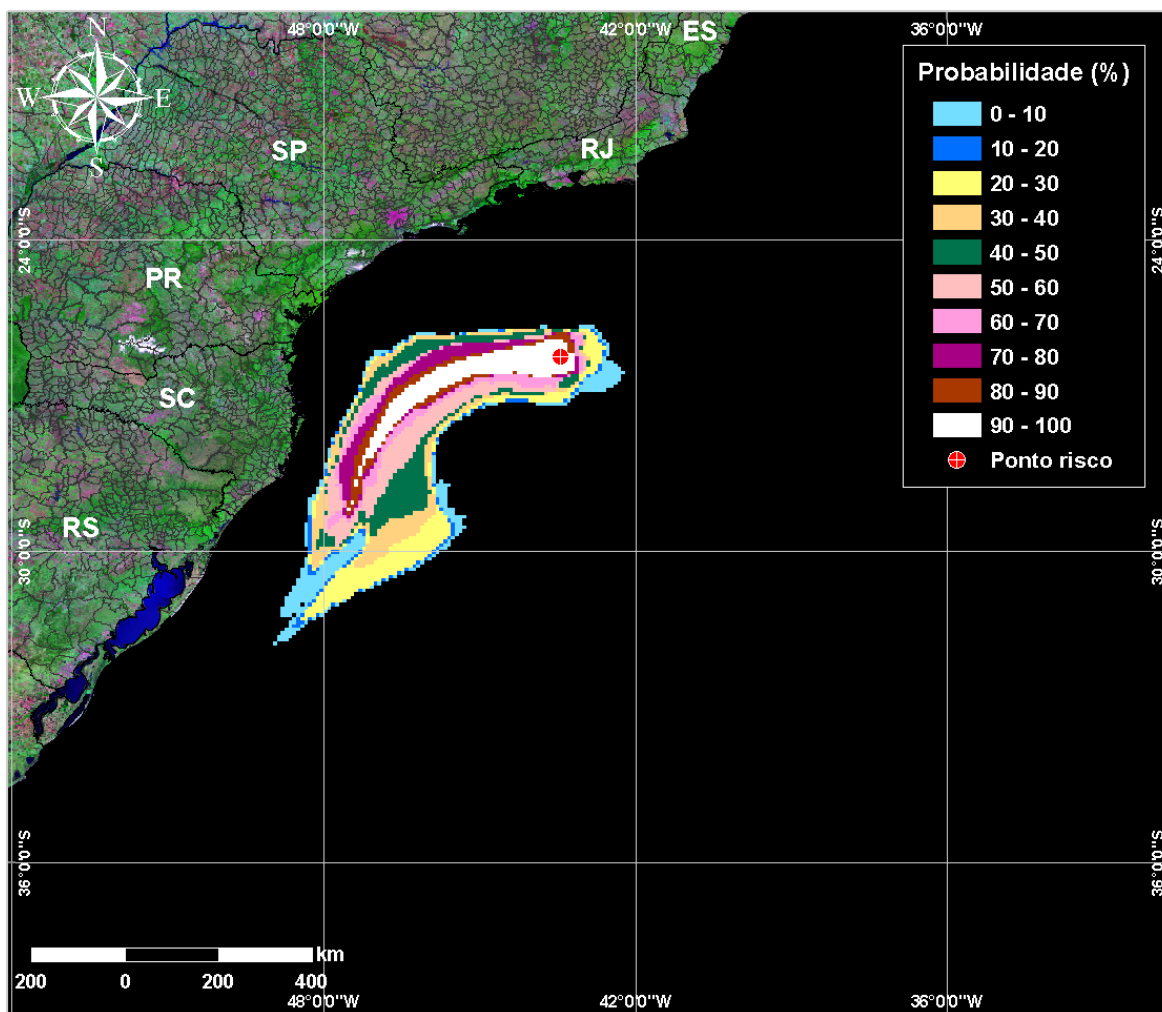 48°0'0"W
42°0'0"W
36°0'0"W
N
W
E
S
ES
SP
RJ
PR
SC
RS
Probabilidade (%)
0 - 10
10 - 20
20 - 30
30 - 40
40 - 50
50 - 60
60 - 70
70 - 80
80 - 90
90 - 100
Ponto risco
24°0'0"S
24°0'0"S
30°0'0"S
30°0'0"S
36°0'0"S
36°0'0"S
km
200 0 200 400
48°0'0"W
42°0'0"W
36°0'0"W